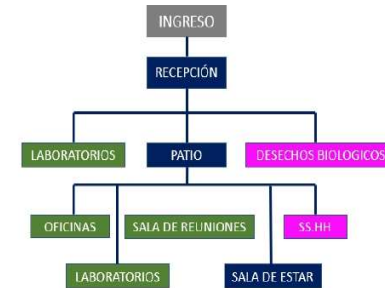 INGRESO
RECEPCIÓN
LABORATORIOS
PATIO
DESECHOS BIOLOGICOS
OFICINAS
SALA DE REUNIONES
SS.HH
LABORATORIOS
SALA DE ESTAR